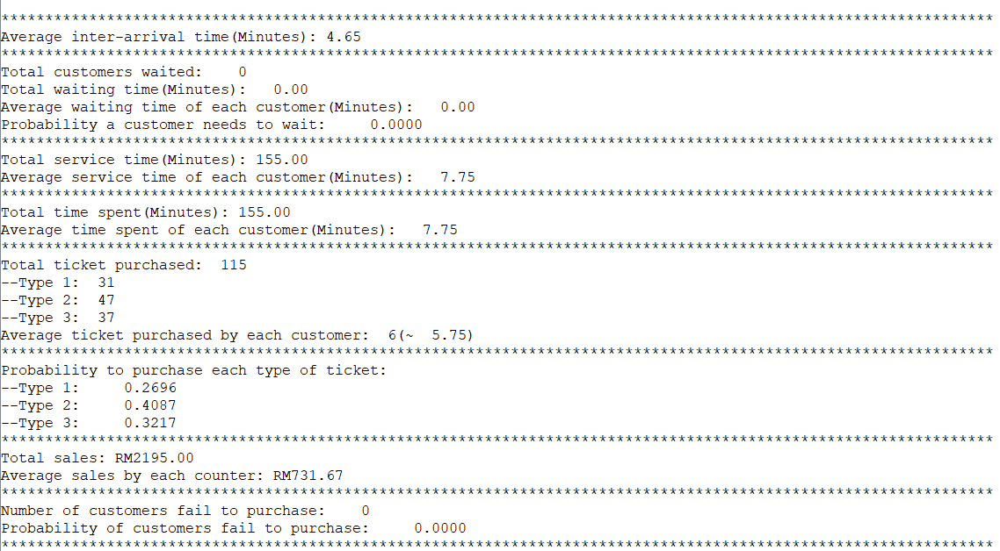 *****************************************************************************************************************
Average inter-arrival time(Minutes): 4.65
*****************************************************************************************************************
Total customers waited:    0
Total waiting time(Minutes):   0.00
Average waiting time of each customer(Minutes):   0.00
Probability a customer needs to wait:     0.0000
*****************************************************************************************************************
Total service time(Minutes): 155.00
Average service time of each customer(Minutes):   7.75
*****************************************************************************************************************
Total time spent(Minutes): 155.00
Average time spent of each customer(Minutes):   7.75
*****************************************************************************************************************
Total ticket purchased:  115
--Type 1:  31
--Type 2:  47
--Type 3:  37
Average ticket purchased by each customer:  6(~  5.75)
*****************************************************************************************************************
Probability to purchase each type of ticket:
--Type 1:     0.2696
--Type 2:     0.4087
--Type 3:     0.3217
*****************************************************************************************************************
Total sales: RM2195.00
Average sales by each counter: RM731.67
*****************************************************************************************************************
Number of customers fail to purchase:    0
Probability of customers fail to purchase:     0.0000
*****************************************************************************************************************